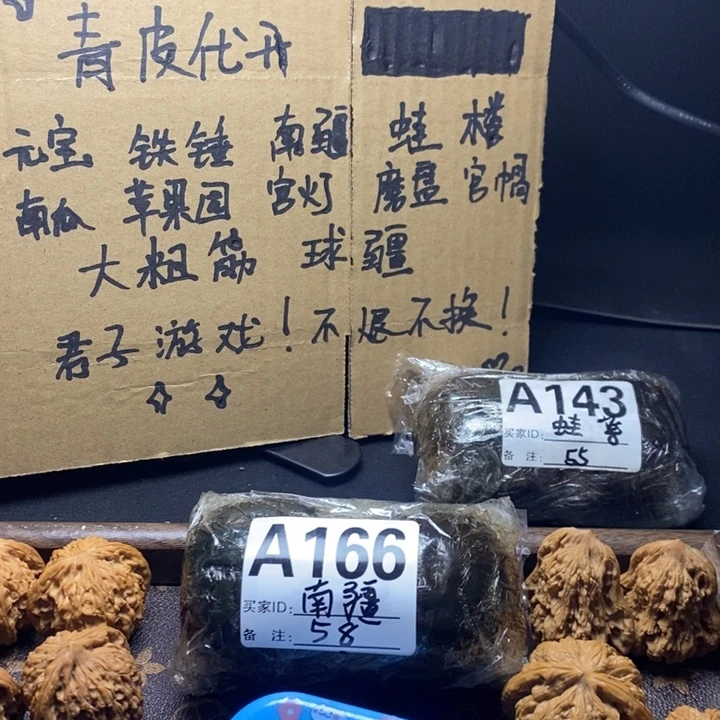 青皮代开
元宝 铁锤 南疆 蛙 楼
南瓜 苹果园 宫灯 磨盘 官帽
大粗筋 球疆
君子游戏！不退不换！
A143
买家ID：蛙
备 注：55
A166
买家ID：南疆
备 注：58